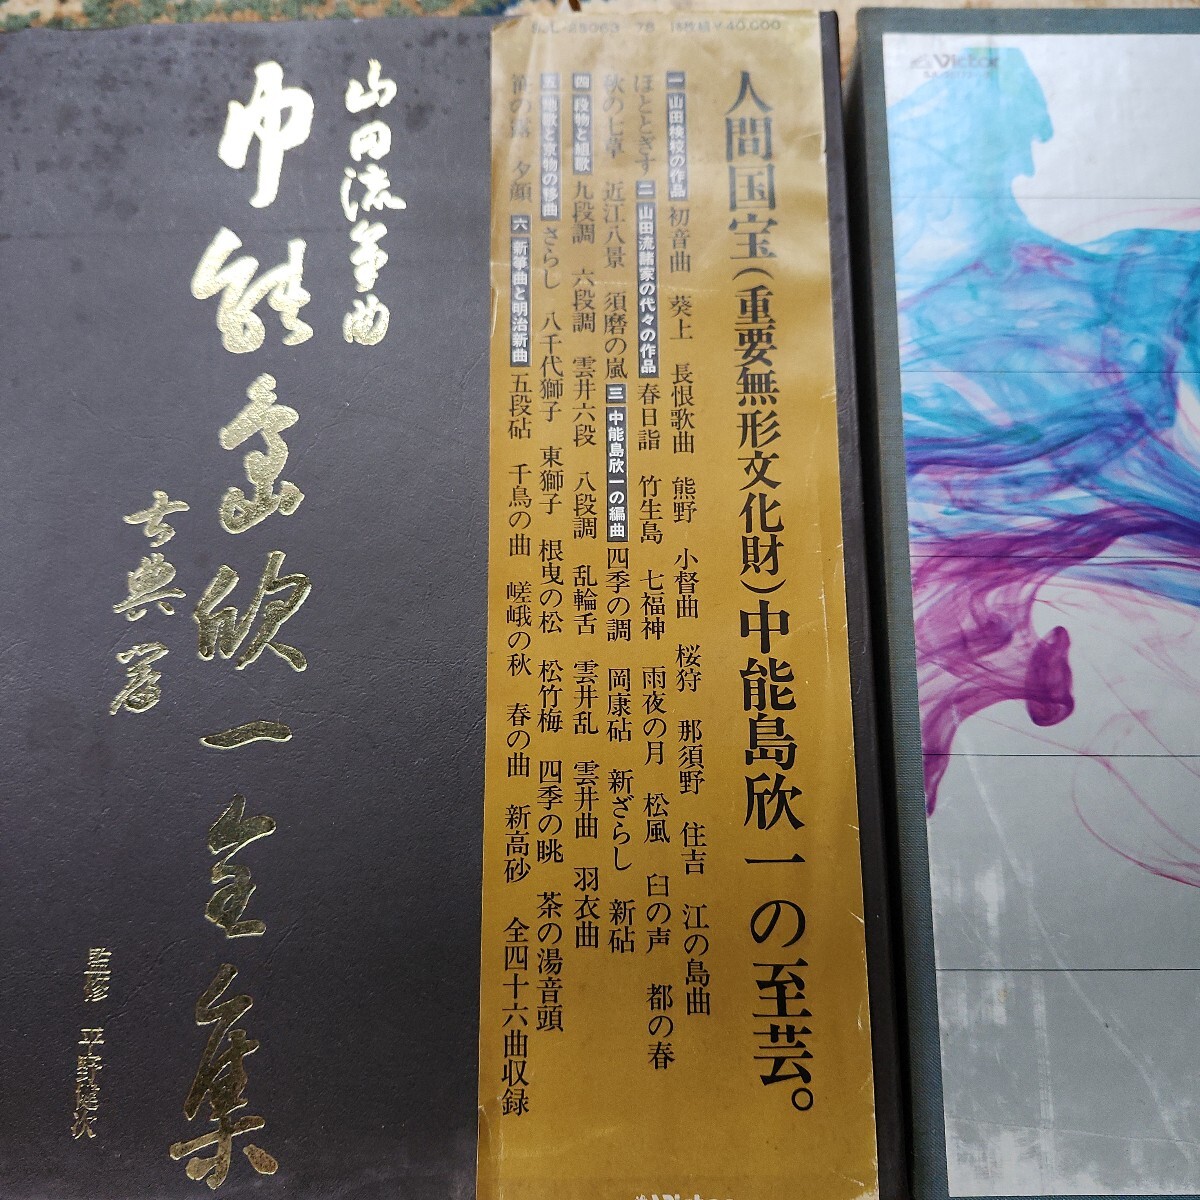 山田流箏曲
中能島欣一全集
古典篇
監修 平野健次
SJL-25063 78 16枚組¥40,000
人間国宝(重要無形文化財)中能島欣一の至芸。
一 山田検校の作品 初音曲 葵上 長恨歌曲 熊野 小督曲 桜狩 那須野 住吉 江の島曲
ほととぎす 二 山田流諸家の代々の作品 春日詣 竹生島 七福神 雨夜の月 松風 臼の声 都の春
秋の七草 近江八景 須磨の嵐 三 中能島欣一の編曲 四季の調 岡康砧 新ざらし 新砧
四 段物と組歌 九段調 六段調 雲井六段 八段調 乱輪舌 雲井乱 雲井曲 羽衣曲
五 地歌と京物の移曲 さらし 八千代獅子 東獅子 根曳の松 松竹梅 四季の眺 茶の湯音頭
笹の露 夕顔 六 新箏曲と明治新曲 五段砧 千鳥の曲 嵯峨の秋 春の曲 新高砂 全四十六曲収録
Victor